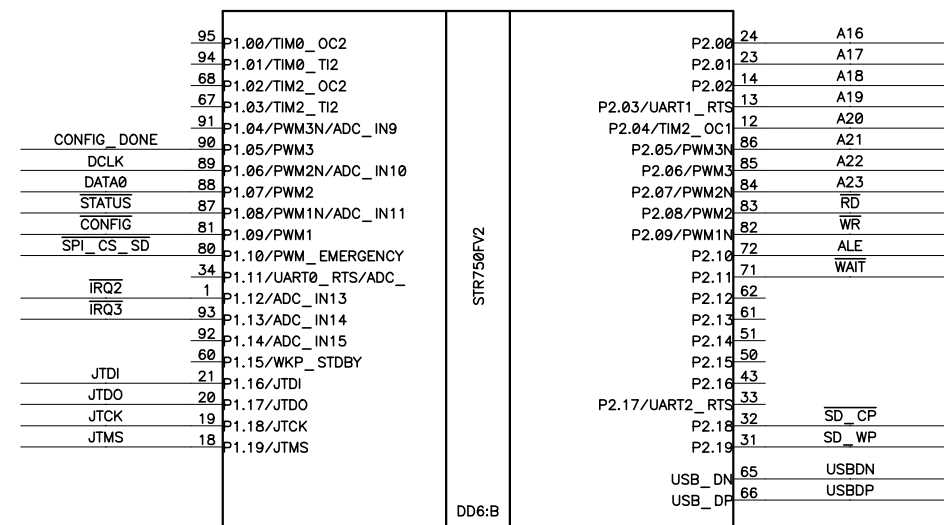 95 P1.00/TIM0_OC2 P2.00 24 A16
94 P1.01/TIM0_TI2 P2.01 23 A17
68 P1.02/TIM2_OC2 P2.02 14 A18
67 P1.03/TIM2_TI2 P2.03/UART1_RTS 13 A19
91 P1.04/PWM3N/ADC_IN9 P2.04/TIM2_OC1 12 A20
CONFIG_DONE 90 P1.05/PWM3 P2.05/PWM3N 86 A21
DCLK 89 P1.06/PWM2N/ADC_IN10 P2.06/PWM3 85 A22
DATA0 88 P1.07/PWM2 P2.07/PWM2N 84 A23
STATUS 87 P1.08/PWM1N/ADC_IN11 P2.08/PWM2 83 RD
CONFIG 81 P1.09/PWM1 P2.09/PWM1N 82 WR
SPI_CS_SD 80 P1.10/PWM_EMERGENCY P2.10 72 ALE
34 P1.11/UART0_RTS/ADC_ P2.11 71 WAIT
IRQ2 1 P1.12/ADC_IN13 P2.12 62
IRQ3 93 P1.13/ADC_IN14 P2.13 61
92 P1.14/ADC_IN15 P2.14 51
60 P1.15/WKP_STDBY P2.15 50
JTDI 21 P1.16/JTDI P2.16 43
JTDO 20 P1.17/JTDO P2.17/UART2_RTS 33
JTCK 19 P1.18/JTCK P2.18 32 SD_CP
JTMS 18 P1.19/JTMS P2.19 31 SD_WP
USB_DN 65 USBDN
USB_DP 66 USBDP
STR750FV2
DD6:B